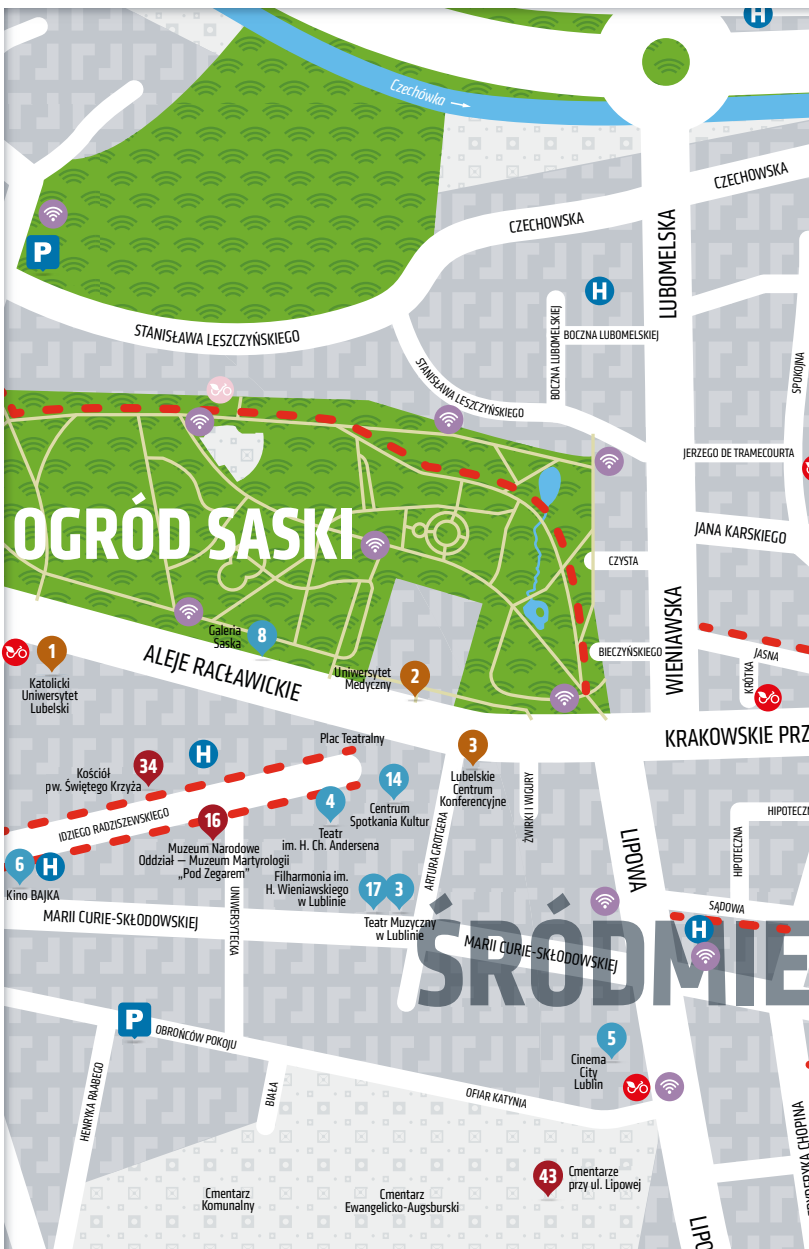 H
Czechówka
CZECHOWSKA
CZECHOWSKA
P
LUBOMELSKA
H
STANISŁAWA LESZCZYŃSKIEGO
BOCZNA LUBOMELSKIEJ
BOCZNA LUBOMELSKIEJ
STANISŁAWA LESZCZYŃSKIEGO
SPOKOJNA
JERZEGO DE TRAMECOURTA
OGRÓD SASKI
JANA KARSKIEGO
CZYSTA
WIENIAWSKA
Galeria
Saska
8
1
Katolicki
Uniwersytet
Lubelski
ALEJE RACŁAWICKIE
Uniwersytet
Medyczny
2
BIECZYŃSKIEGO
JASNA
KRÓTKA
KRAKOWSKIE PRZ
Plac Teatralny
3
Lubelskie
Centrum
Konferencyjne
H
34
Kościół
pw. Świętego Krzyża
14
Centrum
Spotkania Kultur
4
Teatr
im. H. Ch. Andersena
ŻWIRKI I WIGURY
ARTURA GROTGERA
IDZIEGO RADZISZEWSKIEGO
16
Muzeum Narodowe
Oddział – Muzeum Martyrologii
„Pod Zegarem”
HIPOTECZN
HIPOTECZNA
LIPOWA
6
H
Kino BAJKA
Filharmonia im.
H. Wieniawskiego
w Lublinie
17
3
Teatr Muzyczny
w Lublinie
UNIWERSYTECKA
MARII CURIE-SKŁODOWSKIEJ
MARII CURIE-SKŁODOWSKIEJ
SĄDOWA
H
ŚRÓDMIE
P
OBROŃCÓW POKOJU
5
Cinema
City
Lublin
HENRYKA RAABEGO
BIAŁA
OFIAR KATYNIA
43
Cmentarze
przy ul. Lipowej
Cmentarz
Komunalny
Cmentarz
Ewangelicko-Augsburski
LIPO